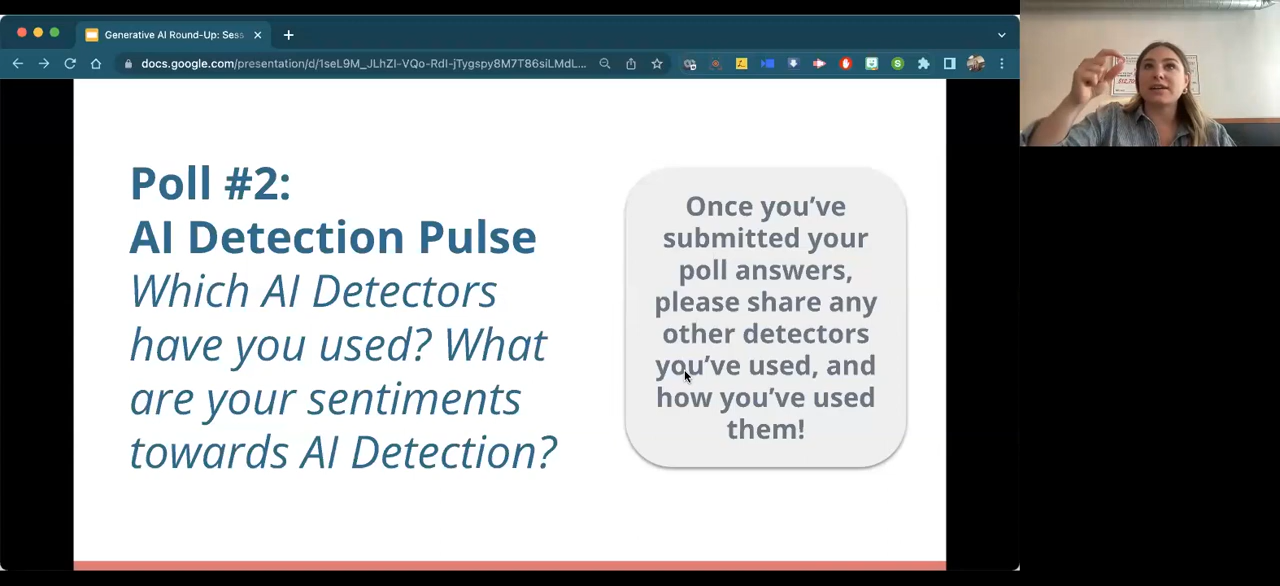 Generative AI Round-Up: Sess
docs.google.com/presentation/d/1seL9M_JLhZI-VQo-RdI-jTygspy8M7T86siLMdL...
Poll #2:
AI Detection Pulse
Which AI Detectors
have you used? What
are your sentiments
towards AI Detection?
Once you’ve
submitted your
poll answers,
please share any
other detectors
you’ve used, and
how you’ve used
them!